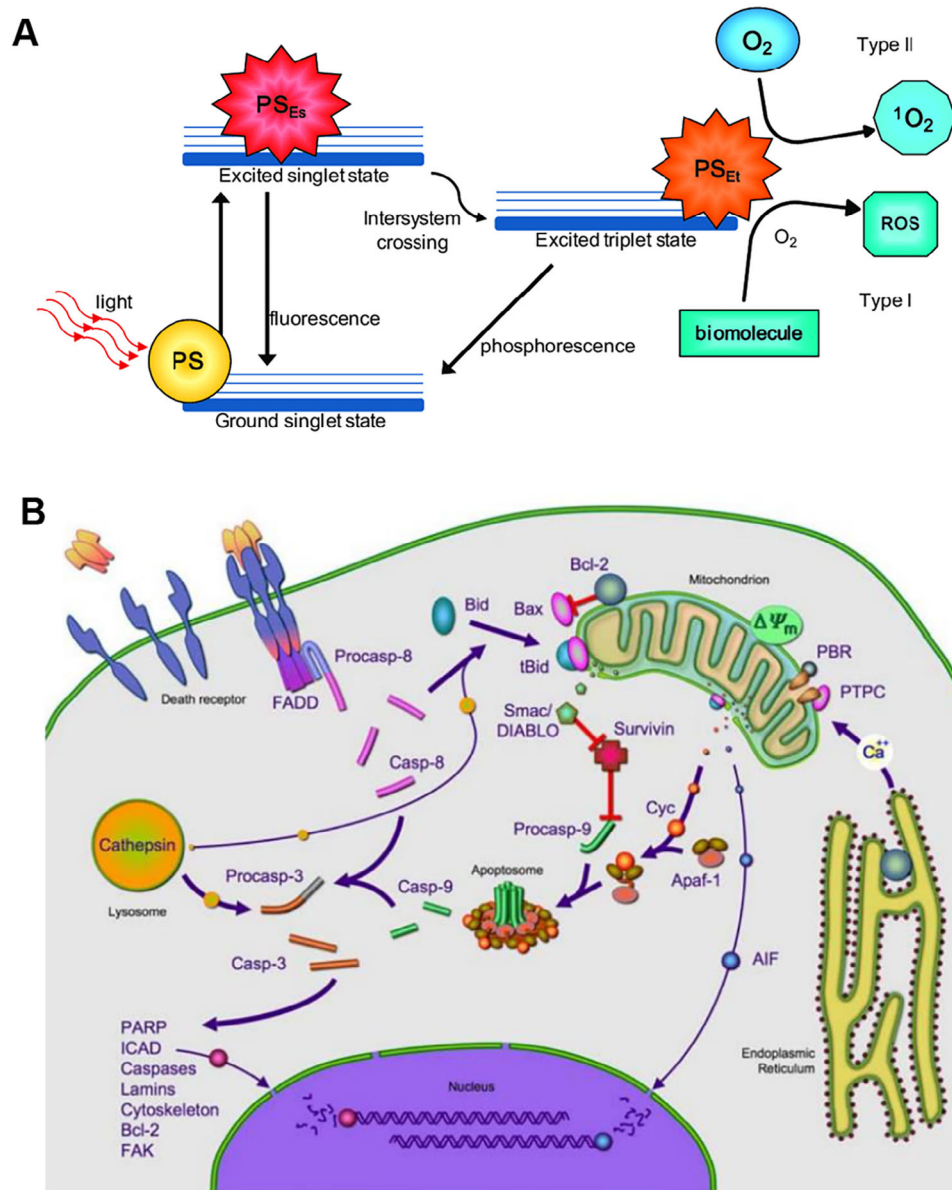 A
PS_Es
Excited singlet state
light
PS
fluorescence
Ground singlet state
Intersystem
crossing
phosphorescence
PS_Et
Excited triplet state
O₂
Type II
¹O₂
O₂
ROS
Type I
biomolecule
B
Death receptor
FADD
Procasp-8
Casp-8
Bid
tBid
Bax
Bcl-2
Mitochondrion
ΔΨm
PBR
PTPC
Ca++
Smac/
DIABLO
Survivin
Procasp-9
Cyc
Apaf-1
Apoptosome
Casp-9
Cathepsin
Lysosome
Procasp-3
Casp-3
AIF
Endoplasmic
Reticulum
PARP
ICAD
Caspases
Lamins
Cytoskeleton
Bcl-2
FAK
Nucleus